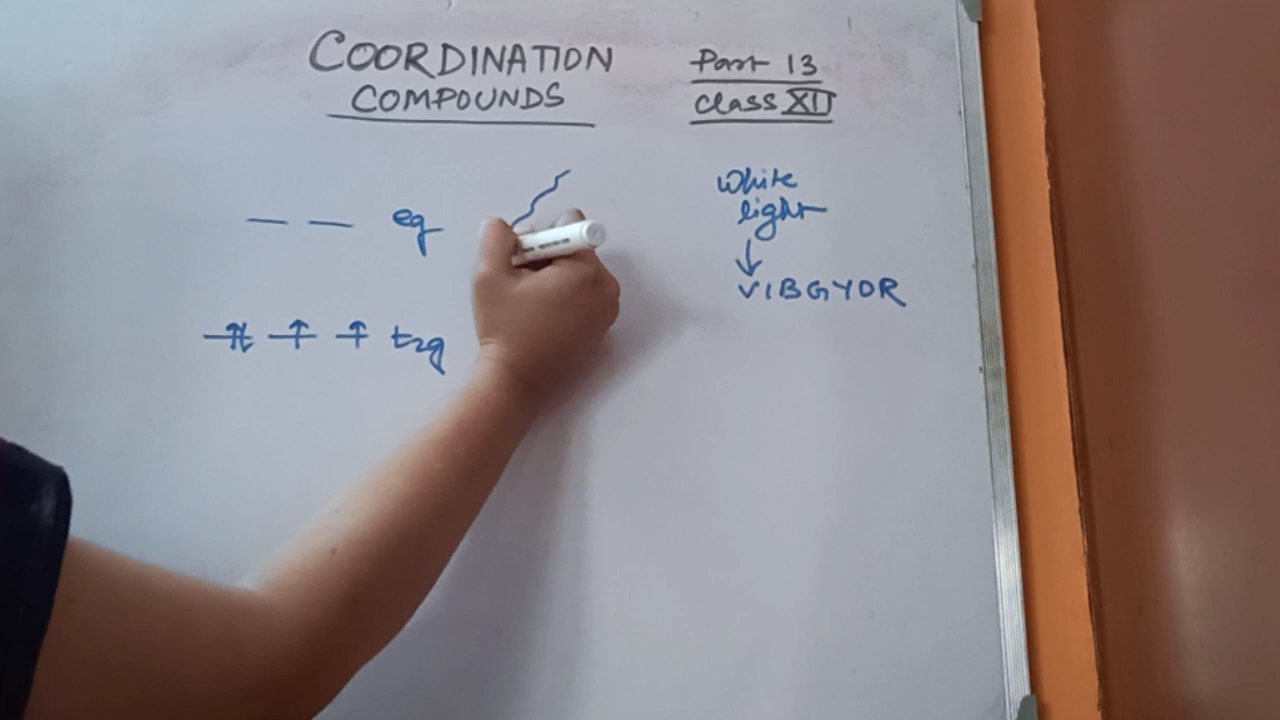 COORDINATION
COMPOUNDS
Part 13
class XII
eg
t2g
white
light
VIBGYOR